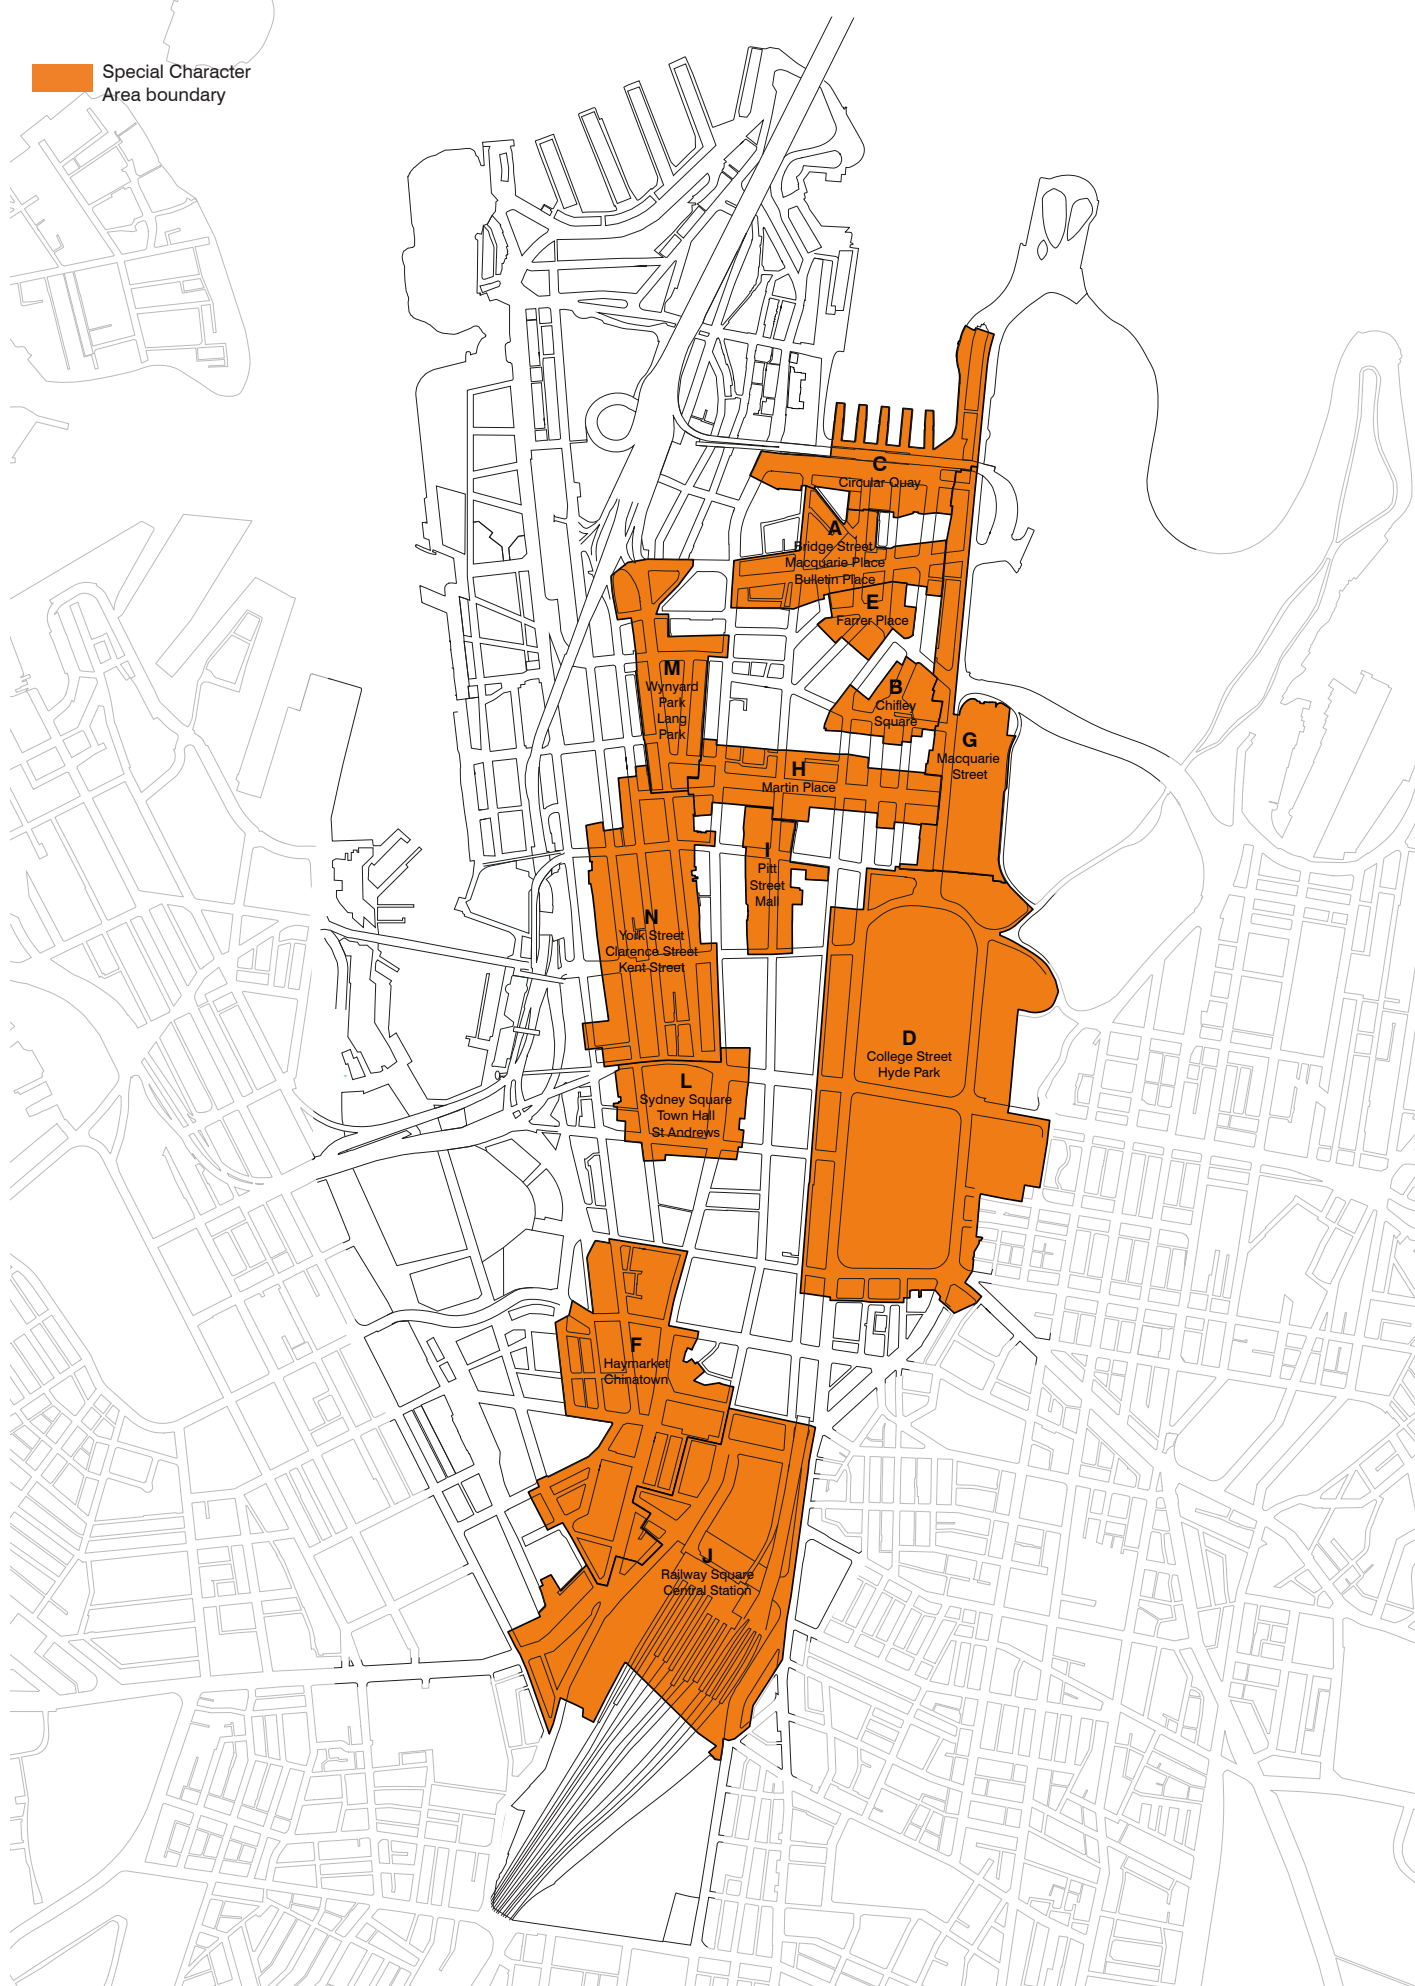 Special Character
Area boundary
C
Circular Quay
A
Bridge Street
Macquarie Place
Bulletin Place
E
Farrer Place
M
Wynyard
Park
Lang
Park
B
Chifley
Square
G
Macquarie
Street
H
Martin Place
I
Pitt
Street
Mall
N
York Street
Clarence Street
Kent Street
D
College Street
Hyde Park
L
Sydney Square
Town Hall
St Andrews
F
Haymarket
Chinatown
J
Railway Square
Central Station